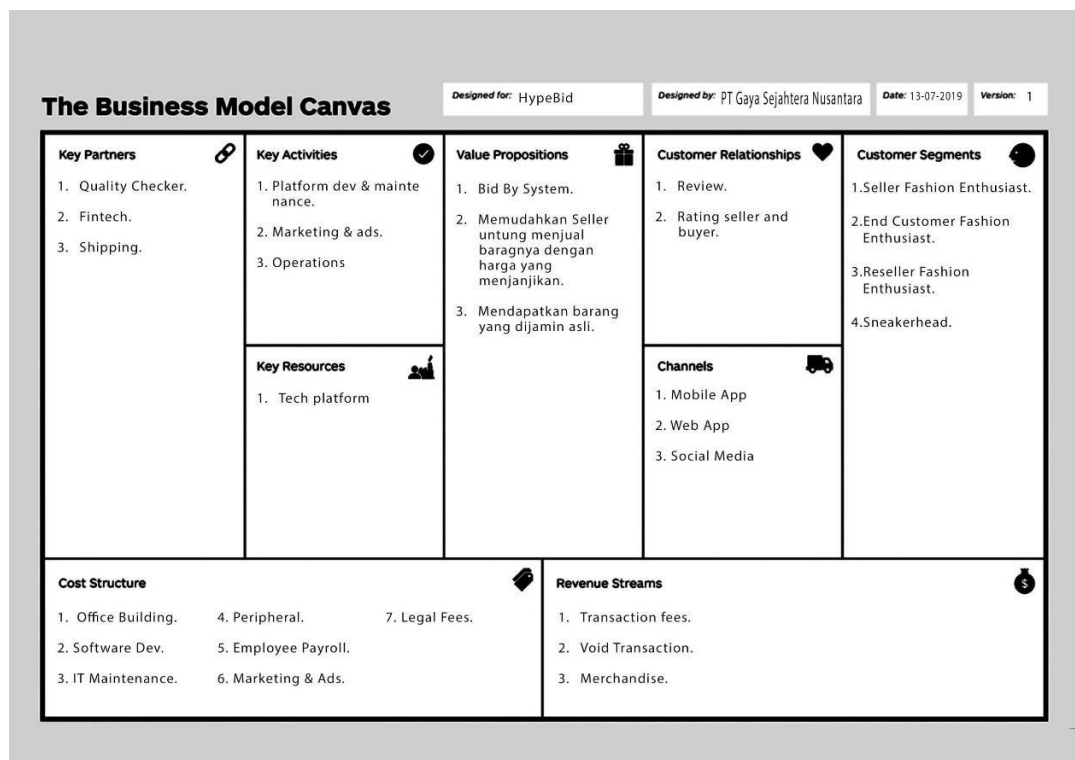 The Business Model Canvas
Designed for: HypeBid
Designed by: PT Gaya Sejahtera Nusantara
Date: 13-07-2019
Version: 1
Key Partners
1. Quality Checker.
2. Fintech.
3. Shipping.
Key Activities
1. Platform dev & mainte
nance.
2. Marketing & ads.
3. Operations
Key Resources
1. Tech platform
Value Propositions
1. Bid By System.
2. Memudahkan Seller
untung menjual
baragnya dengan
harga yang
menjanjikan.
3. Mendapatkan barang
yang dijamin asli.
Customer Relationships
1. Review.
2. Rating seller and
buyer.
Channels
1. Mobile App
2. Web App
3. Social Media
Customer Segments
1.Seller Fashion Enthusiast.
2.End Customer Fashion
Enthusiast.
3.Reseller Fashion
Enthusiast.
4.Sneakerhead.
Cost Structure
1. Office Building.
2. Software Dev.
3. IT Maintenance.
4. Peripheral.
5. Employee Payroll.
6. Marketing & Ads.
7. Legal Fees.
Revenue Streams
$
1. Transaction fees.
2. Void Transaction.
3. Merchandise.